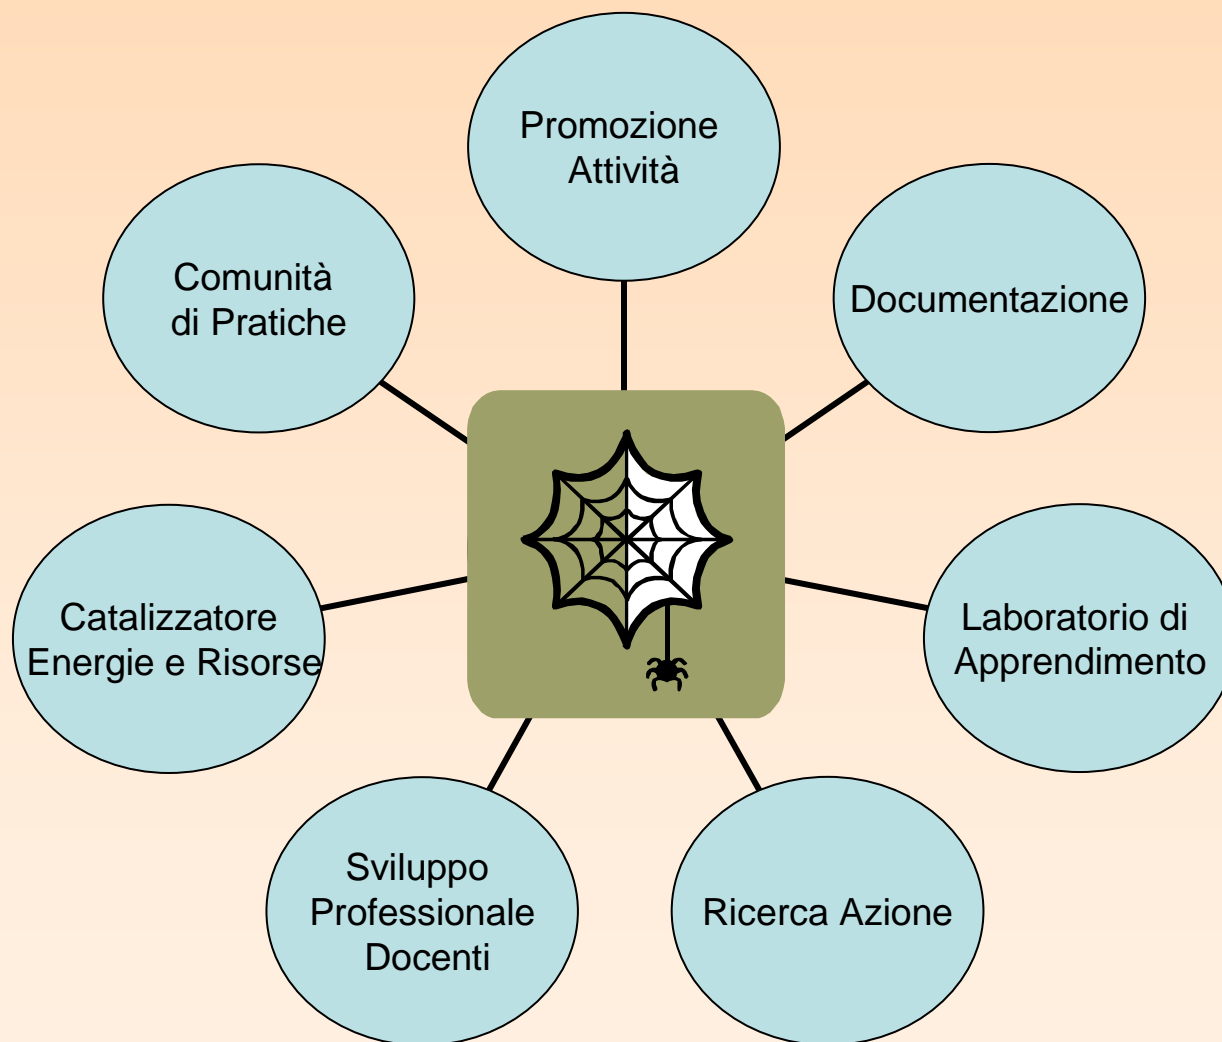 Promozione
Attività
Comunità
di Pratiche
Documentazione
Catalizzatore
Energie e Risorse
Laboratorio di
Apprendimento
Sviluppo
Professionale
Docenti
Ricerca Azione